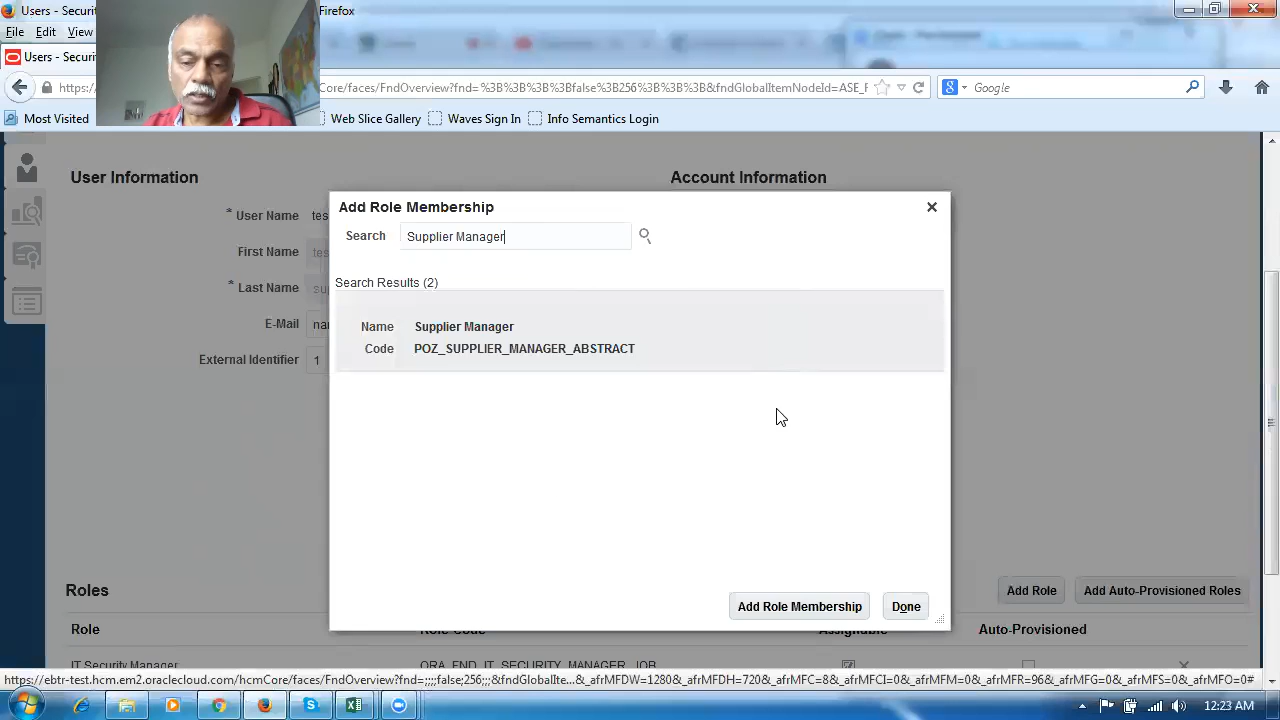 Users - Securi
Firefox
File Edit View
Users - Securi
https://
Core/faces/FndOverview?fnd=%3B%3B%3B%3Bfalse%3B256%3B%3B%3B&fndGlobalItemNodeId=ASE_F
Google
Most Visited
Web Slice Gallery
Waves Sign In
Info Semantics Login
User Information
Account Information
* User Name
tes
First Name
tes
* Last Name
sup
E-Mail
nar
External Identifier
1
Add Role Membership
Search
Supplier Manager
Search Results (2)
Name Supplier Manager
Code POZ_SUPPLIER_MANAGER_ABSTRACT
Add Role Membership
Done
Roles
Add Role
Add Auto-Provisioned Roles
Role
Role Code
Assignable
Auto-Provisioned
IT Security Manager
ORA_FND_IT_SECURITY_MANAGER_JOB
https://ebtr-test.hcm.em2.oraclecloud.com/hcmCore/faces/FndOverview?fnd=;;;;false;256;;;&fndGlobalIte..._afrMFDW=1280&_afrMFDH=720&_afrMFC=8&_afrMFCI=0&_afrMFM=0&_afrMFR=96&_afrMFG=0&_afrMFS=0&_afrMFO=0#
12:23 AM